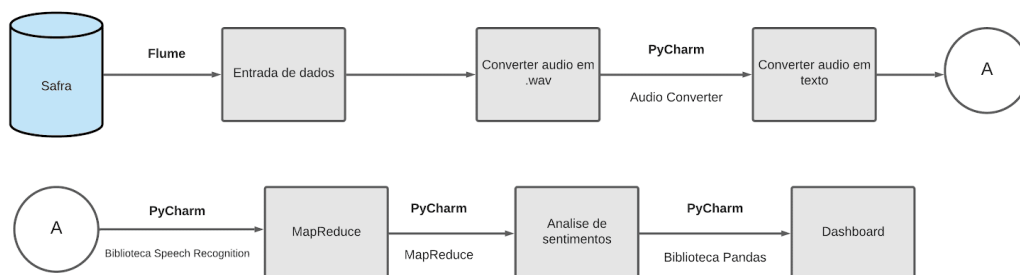 Flume
PyCharm
Safra
Entrada de dados
Converter audio em
.wav
Audio Converter
Converter audio em
texto
A
A
PyCharm
Biblioteca Speech Recognition
MapReduce
PyCharm
MapReduce
Analise de
sentimentos
PyCharm
Biblioteca Pandas
Dashboard